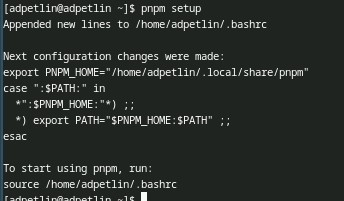 [adpetlin@adpetlin ~]$ pnpm setup
Appended new lines to /home/adpetlin/.bashrc
Next configuration changes were made:
export PNPM_HOME="/home/adpetlin/.local/share/pnpm"
case ":$PATH:" in
  *":$PNPM_HOME:"*) ;;
  *) export PATH="$PNPM_HOME:$PATH" ;;
esac
To start using pnpm, run:
source /home/adpetlin/.bashrc
[adpetlin@adpetlin ~]$